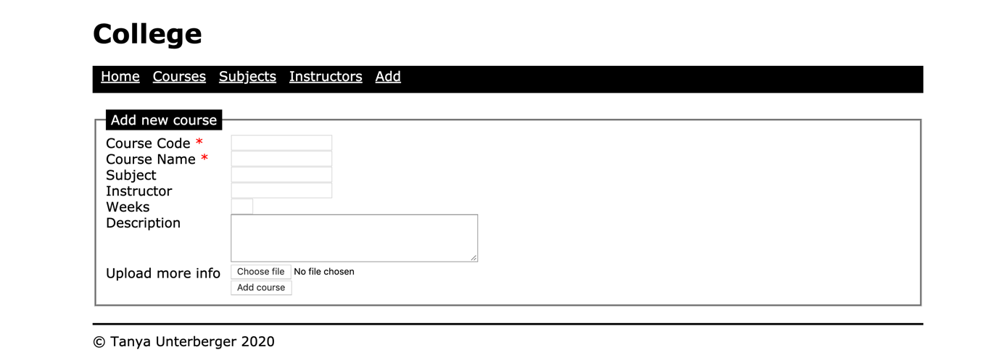 College
Home Courses Subjects Instructors Add
Add new course
Course Code *
Course Name *
Subject
Instructor
Weeks
Description
Upload more info Choose file No file chosen
Add course
© Tanya Unterberger 2020